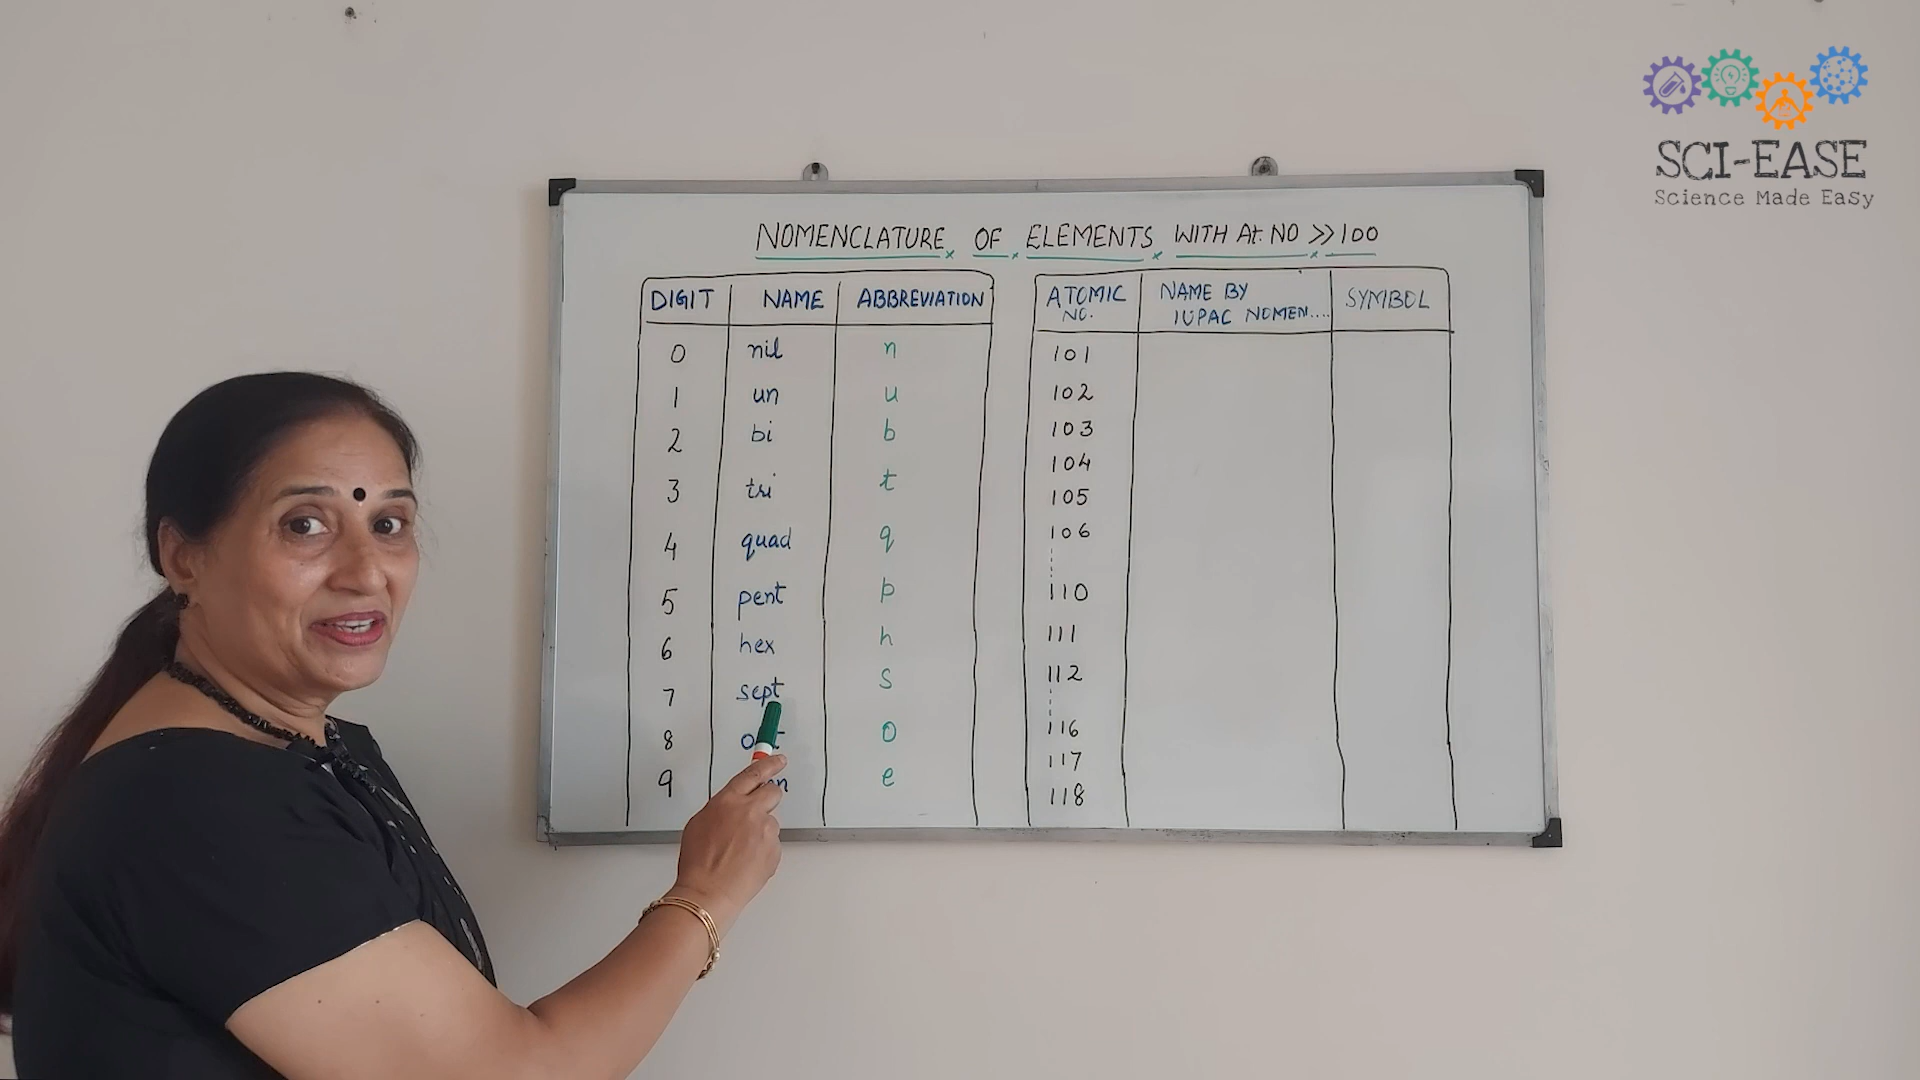 SCI-EASE
Science Made Easy
NOMENCLATURE OF ELEMENTS WITH At. NO >> 100
DIGIT NAME ABBREVIATION
0 nil n
1 un u
2 bi b
3 tri t
4 quad q
5 pent p
6 hex h
7 sept s
8 o
9 e
ATOMIC NO. NAME BY IUPAC NOMEN.... SYMBOL
101
102
103
104
105
106
110
111
112
116
117
118